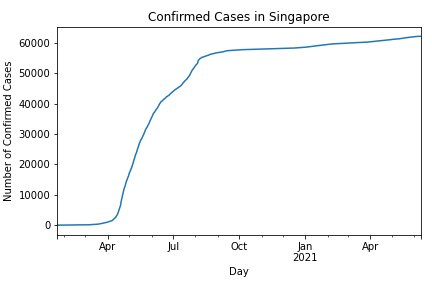 Confirmed Cases in Singapore
60000
50000
40000
30000
20000
10000
0
Number of Confirmed Cases
Apr
Jul
Oct
Jan
2021
Apr
Day